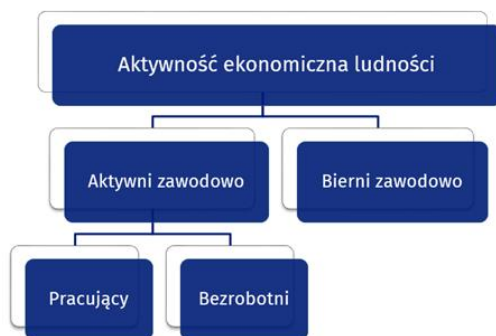 Aktywność ekonomiczna ludności
Aktywni zawodowo
Bierni zawodowo
Pracujący
Bezrobotni